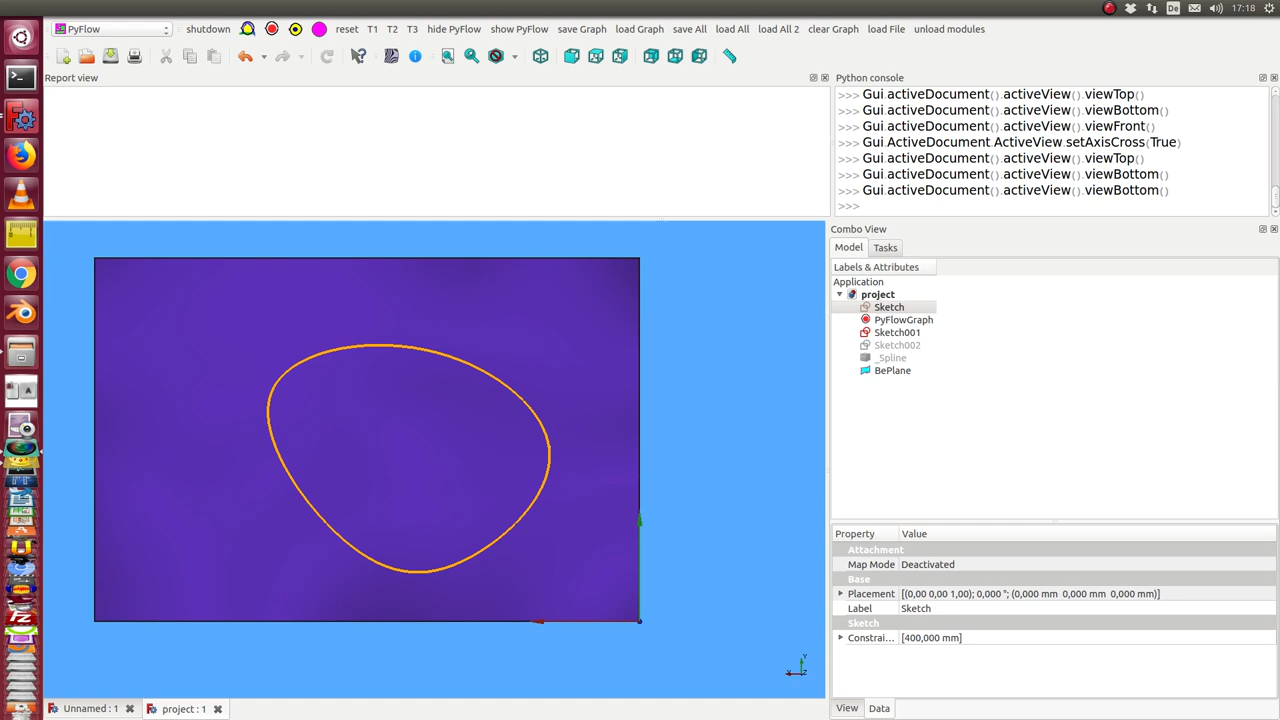 De 17:18
PyFlow shutdown reset T1 T2 T3 hide PyFlow show PyFlow save Graph load Graph save All load All load All 2 clear Graph load File unload modules
Report view
Python console
>>> Gui.activeDocument().activeView().viewTop()
>>> Gui.activeDocument().activeView().viewBottom()
>>> Gui.activeDocument().activeView().viewFront()
>>> Gui.ActiveDocument.ActiveView.setAxisCross(True)
>>> Gui.activeDocument().activeView().viewTop()
>>> Gui.activeDocument().activeView().viewBottom()
>>> Gui.activeDocument().activeView().viewBottom()
>>>
Combo View
Model Tasks
Labels & Attributes
Application
project
Sketch
PyFlowGraph
Sketch001
Sketch002
_Spline
BePlane
Property Value
Attachment
Map Mode Deactivated
Base
Placement [(0,00 0,00 1,00); 0,000 °; (0,000 mm 0,000 mm 0,000 mm)]
Label Sketch
Sketch
Constrai... [400,000 mm]
Y
X Z
View Data
Unnamed : 1 project : 1